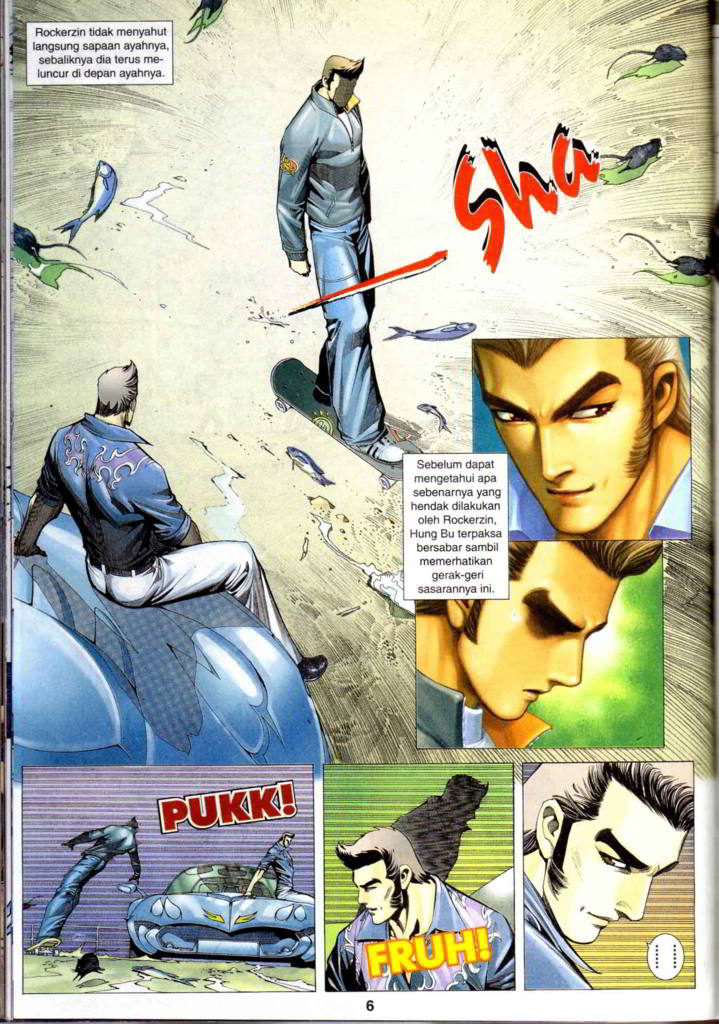 Rockerzin tidak menyahut
langsung sapaan ayahnya,
sebaliknya dia terus me-
luncur di depan ayahnya.
Sha
Sebelum dapat
mengetahui apa
sebenarnya yang
hendak dilakukan
oleh Rockerzin,
Hung Bu terpaksa
bersabar sambil
memerhatikan
gerak-geri
sasarannya ini.
PUKK!
FRUH!
!!
6